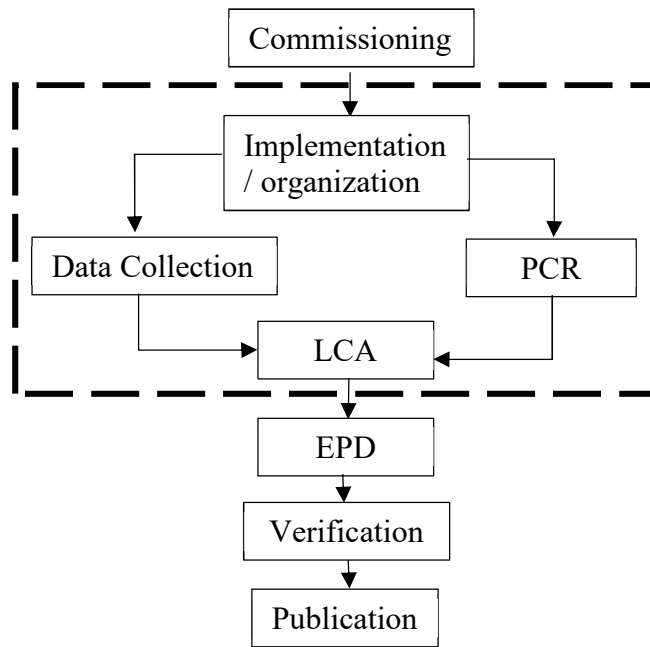 Commissioning
Implementation
/ organization
Data Collection
PCR
LCA
EPD
Verification
Publication